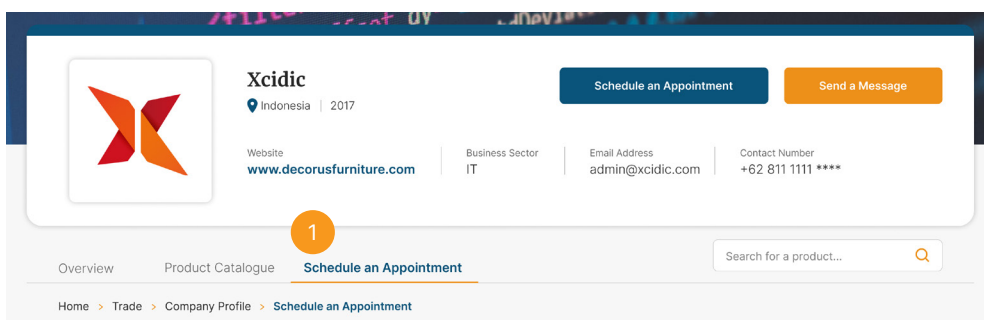 Xcidic
Schedule an Appointment
Send a Message
Indonesia | 2017
Website
Business Sector
Email Address
Contact Number
www.decorusfurniture.com
IT
admin@xcidic.com
+62 811 1111 ****
1
Overview
Product Catalogue
Schedule an Appointment
Search for a product...
Home > Trade > Company Profile > Schedule an Appointment